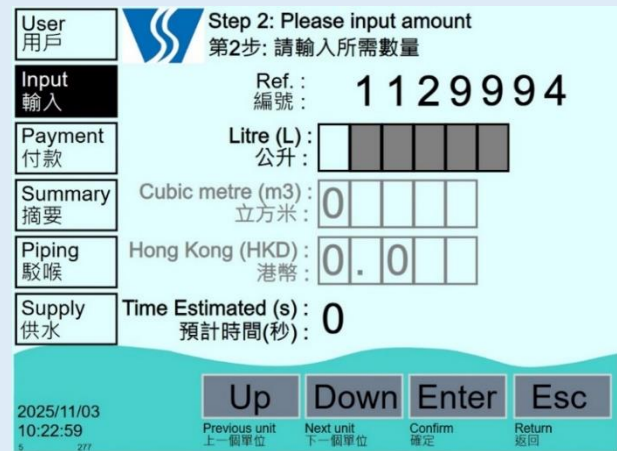 User
用戶
Step 2: Please input amount
第2步: 請輸入所需數量
Input
輸入
Ref. :
編號 :
1129994
Payment
付款
Litre (L) :
公升 :
Summary
摘要
Cubic metre (m3) :
立方米 :
0
Piping
駁喉
Hong Kong (HKD) :
港幣 :
0.0
Supply
供水
Time Estimated (s) :
預計時間(秒) :
0
Up
Down
Enter
Esc
Previous unit
上一個單位
Next unit
下一個單位
Confirm
確定
Return
返回
2025/11/03
10:22:59
5 277